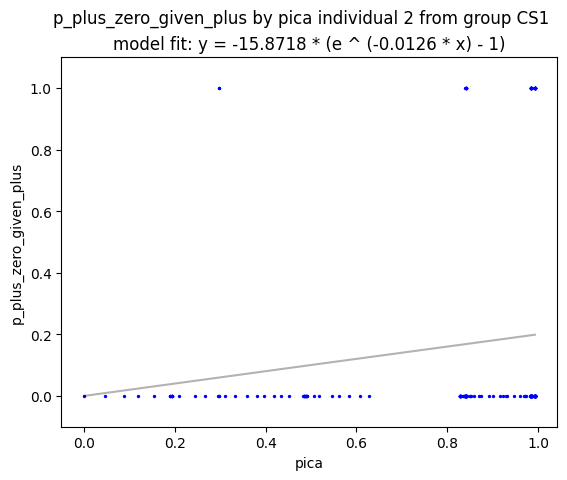 p_plus_zero_given_plus by pica individual 2 from group CS1
model fit: y = -15.8718 * (e ^ (-0.0126 * x) - 1)
p_plus_zero_given_plus
1.0
0.8
0.6
0.4
0.2
0.0
0.0 0.2 0.4 0.6 0.8 1.0
pica